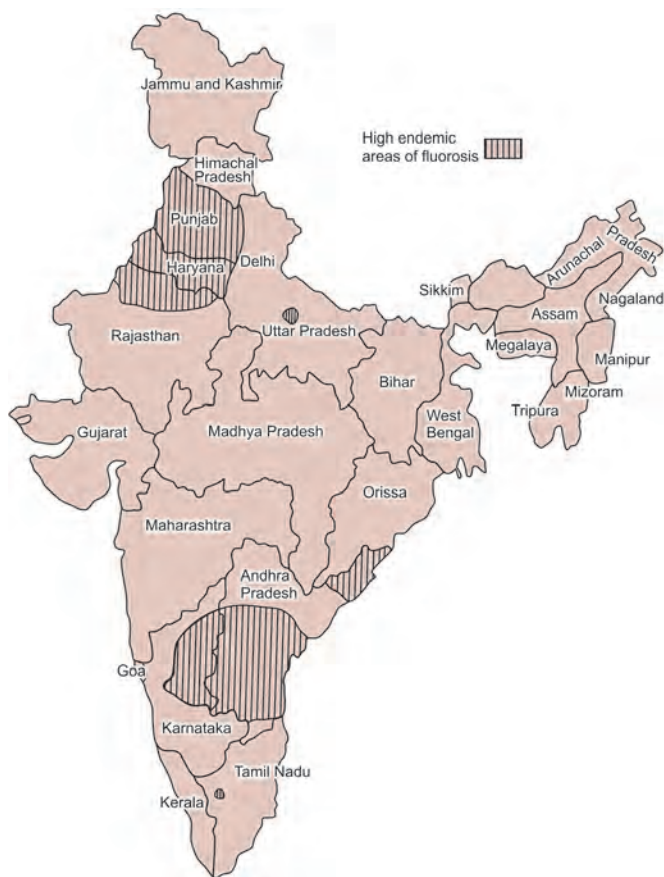 Jammu and Kashmir
High endemic
areas of fluorosis
Himachal
Pradesh
Punjab
Haryana
Delhi
Arunachal Pradesh
Sikkim
Nagaland
Assam
Rajasthan
Uttar Pradesh
Megalaya
Manipur
Bihar
Mizoram
Tripura
West
Bengal
Gujarat
Madhya Pradesh
Orissa
Maharashtra
Andhra
Pradesh
Goa
Karnataka
Tamil Nadu
Kerala